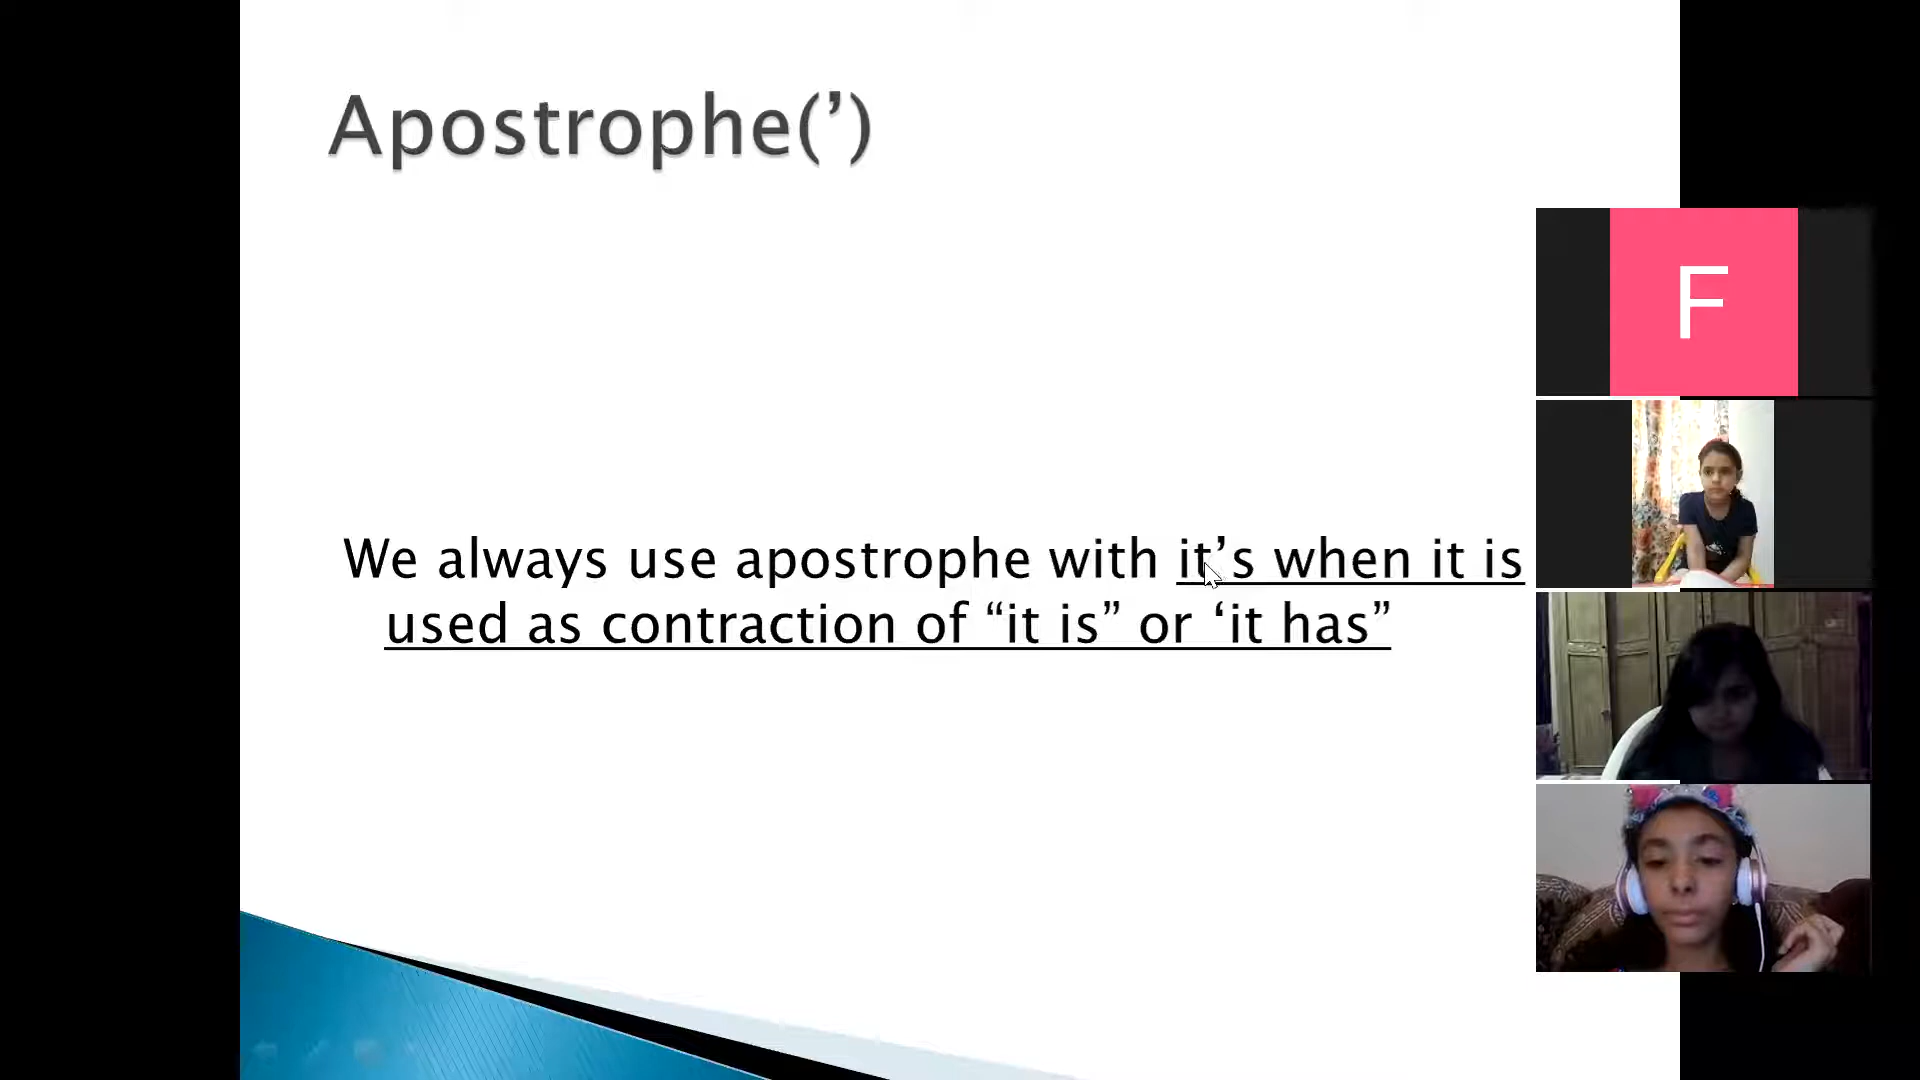 Apostrophe(’)
F
We always use apostrophe with it’s when it is
used as contraction of “it is” or ‘it has”